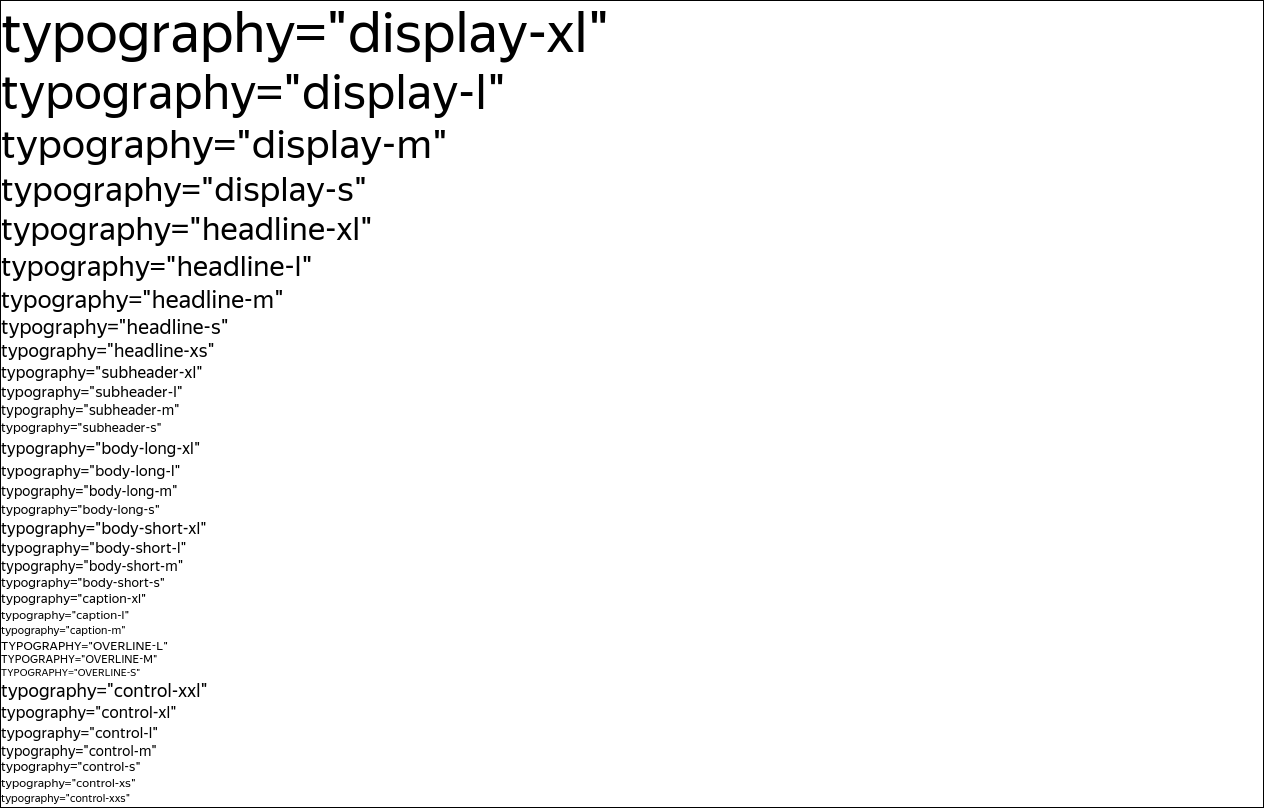 typography="display-xl"
typography="display-l"
typography="display-m"
typography="display-s"
typography="headline-xl"
typography="headline-l"
typography="headline-m"
typography="headline-s"
typography="headline-xs"
typography="subheader-xl"
typography="subheader-l"
typography="subheader-m"
typography="subheader-s"
typography="body-long-xl"
typography="body-long-l"
typography="body-long-m"
typography="body-long-s"
typography="body-short-xl"
typography="body-short-l"
typography="body-short-m"
typography="body-short-s"
typography="caption-xl"
typography="caption-l"
typography="caption-m"
TYPOGRAPHY="OVERLINE-L"
TYPOGRAPHY="OVERLINE-M"
TYPOGRAPHY="OVERLINE-S"
typography="control-xxl"
typography="control-xl"
typography="control-l"
typography="control-m"
typography="control-s"
typography="control-xs"
typography="control-xxs"